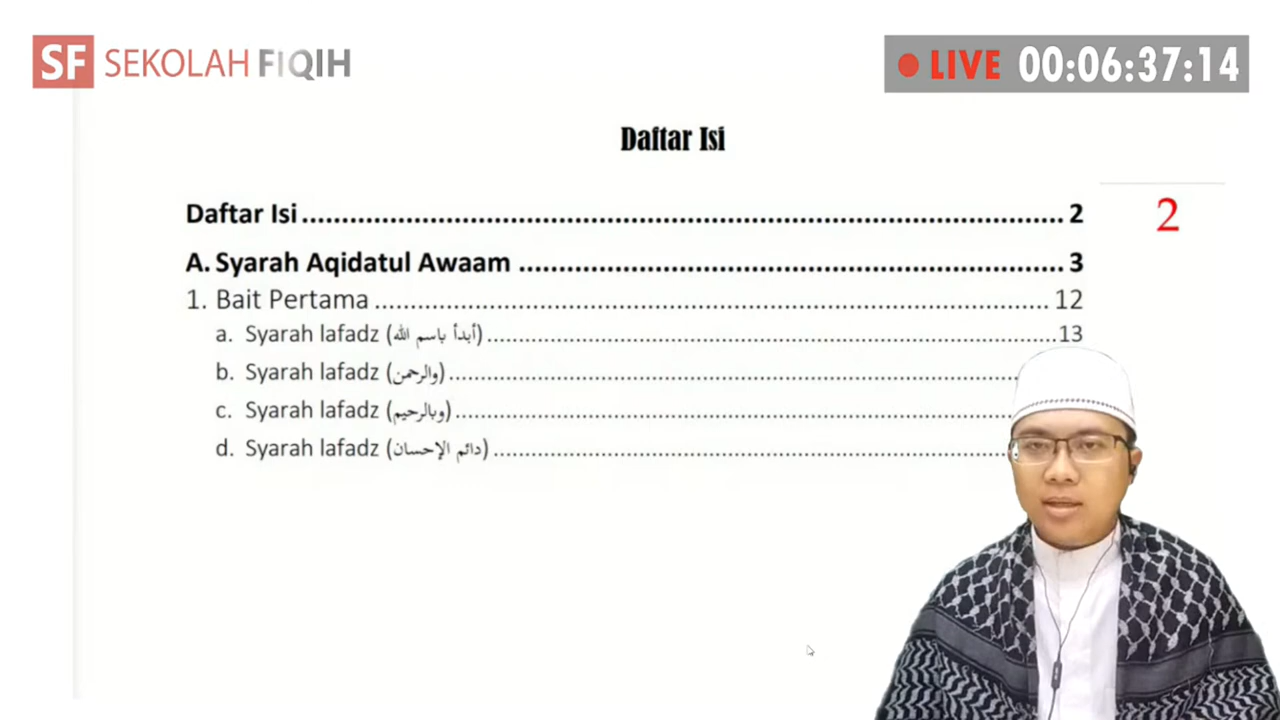 SF SEKOLAH FIQIH
LIVE 00:06:37:14
Daftar Isi
Daftar Isi ........ 2
2
A. Syarah Aqidatul Awaam ........ 3
1. Bait Pertama ........ 12
a. Syarah lafadz (أبدأ باسم الله) ........ 13
b. Syarah lafadz (والرحمن) ........
c. Syarah lafadz (وبالرحيم) ........
d. Syarah lafadz (دائم الإحسان) ........